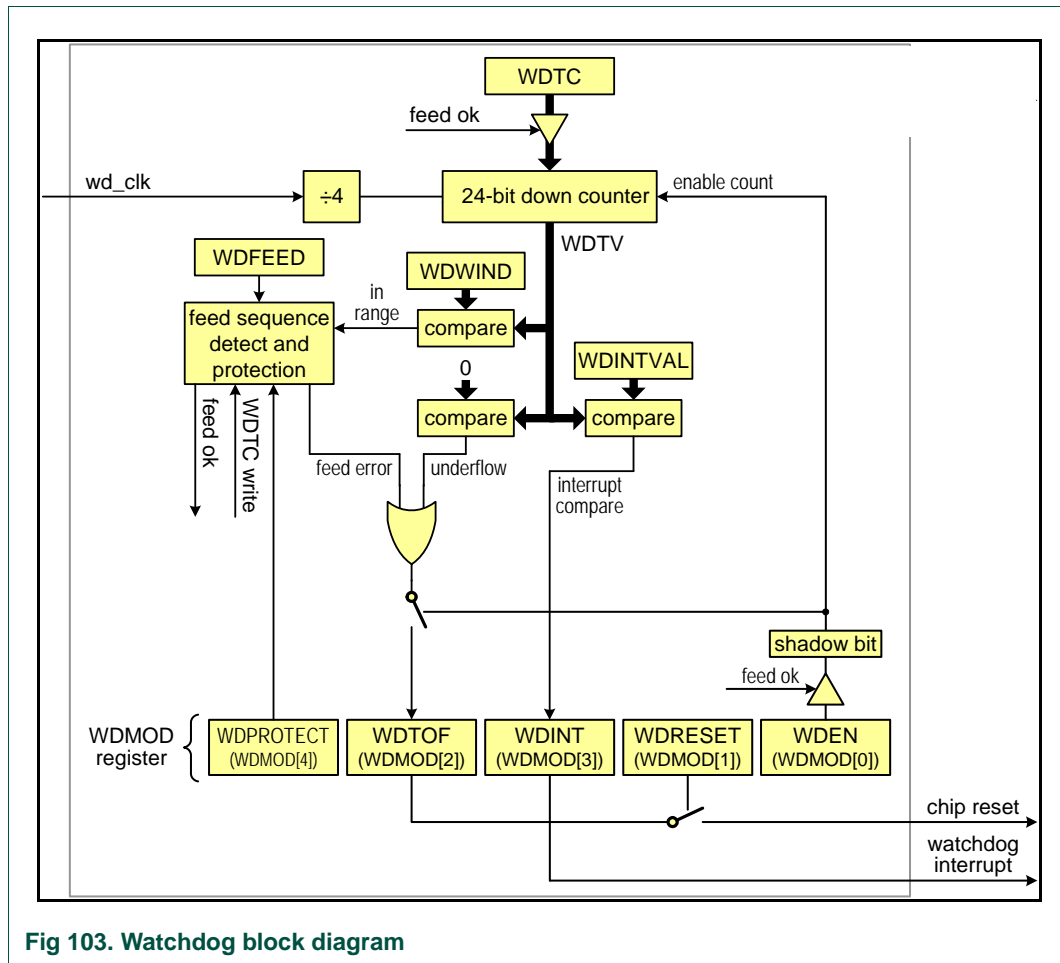 WDTC
feed ok
wd_clk
÷4
24-bit down counter
enable count
WDTV
WDFEED
WDWIND
in
range
feed sequence
detect and
protection
compare
WDINTVAL
0
compare
compare
feed ok
WDTC write
feed error
underflow
interrupt
compare
shadow bit
feed ok
WDMOD
register
WDPROTECT
(WDMOD[4])
WDTOF
(WDMOD[2])
WDINT
(WDMOD[3])
WDRESET
(WDMOD[1])
WDEN
(WDMOD[0])
chip reset
watchdog
interrupt
Fig 103. Watchdog block diagram